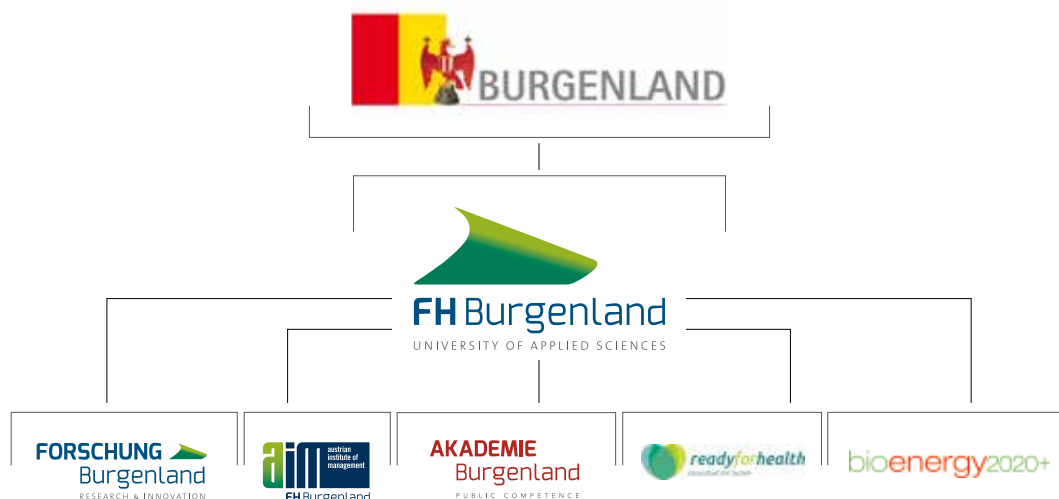 BURGENLAND
FH Burgenland
UNIVERSITY OF APPLIED SCIENCES
FORSCHUNG
Burgenland
RESEARCH & INNOVATION
aim
austrian
institute of
management
FH Burgenland
AKADEMIE
Burgenland
PUBLIC COMPETENCE
readyforhealth
bioenergy2020+